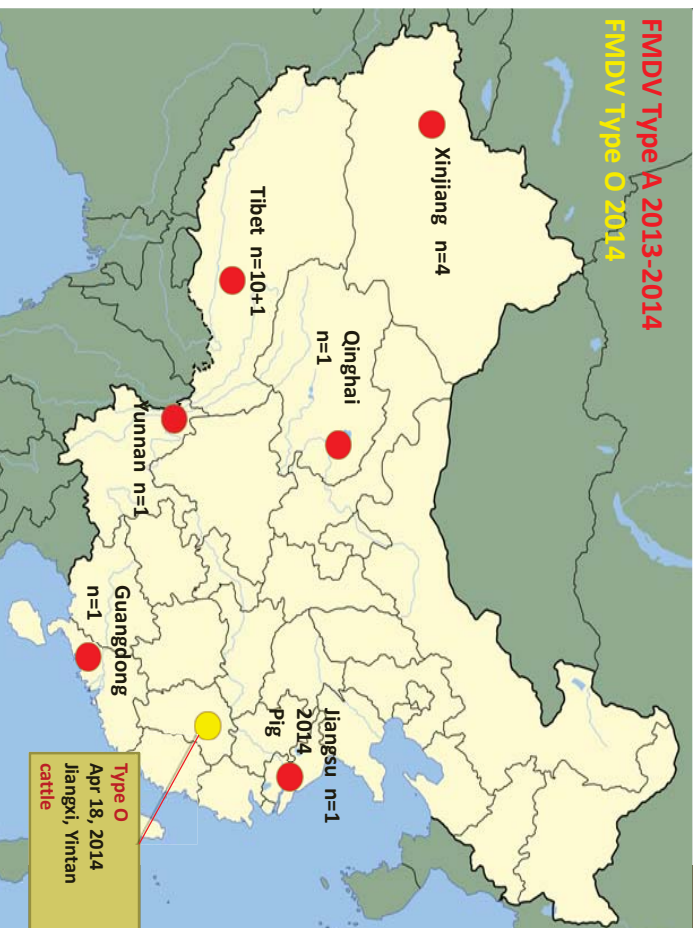 FMDV Type A 2013-2014
FMDV Type O 2014
Xinjiang n=4
Tibet n=10+1
Qinghai
n=1
Yunnan n=1
Guangdong
n=1
Jiangsu n=1
2014
Pig
Type O
Apr 18, 2014
Jiangxi, Yintan
cattle